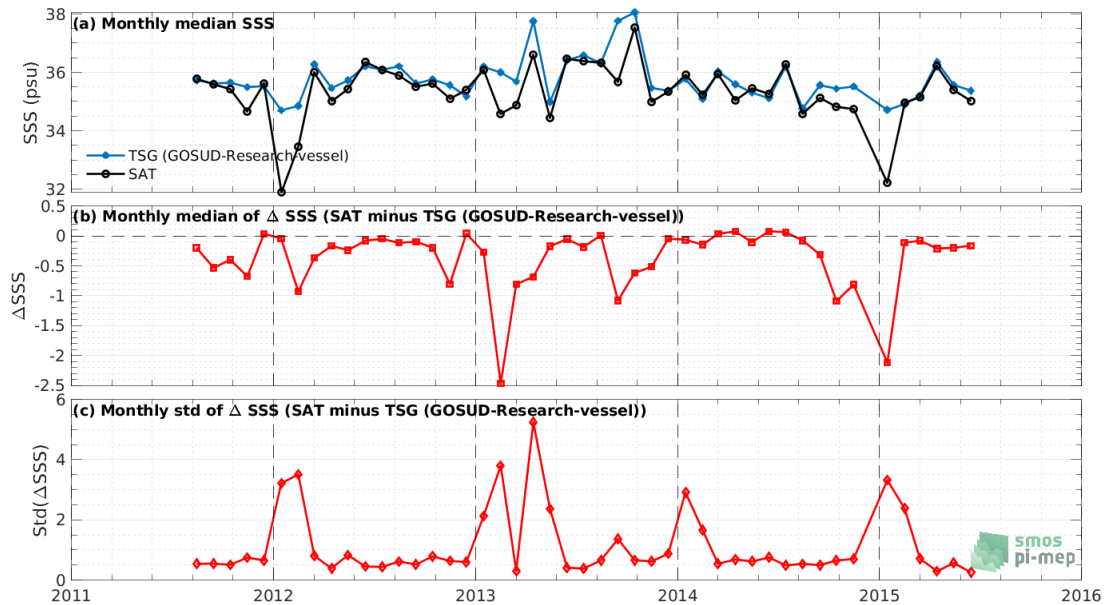 (a) Monthly median SSS
38
36
34
32
SSS (psu)
TSG (GOSUD-Research-vessel)
SAT
(b) Monthly median of Δ SSS (SAT minus TSG (GOSUD-Research-vessel))
0.5
0
-0.5
-1
-1.5
-2
-2.5
ΔSSS
(c) Monthly std of Δ SSS (SAT minus TSG (GOSUD-Research-vessel))
6
4
2
0
Std(ΔSSS)
smos
pi-mep
2011 2012 2013 2014 2015 2016